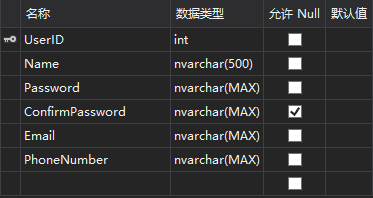 名称 数据类型 允许 Null 默认值
UserID int
Name nvarchar(500)
Password nvarchar(MAX)
ConfirmPassword nvarchar(MAX)
Email nvarchar(MAX)
PhoneNumber nvarchar(MAX)